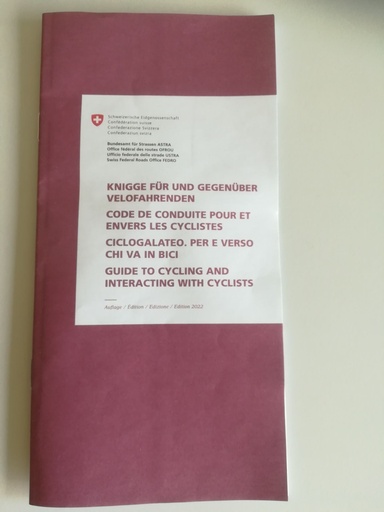 Schweizerische Eidgenossenschaft
Confédération suisse
Confederazione Svizzera
Confederaziun svizra
Bundesamt für Strassen ASTRA
Office fédéral des routes OFROU
Ufficio federale delle strade USTRA
Swiss Federal Roads Office FEDRO
KNIGGE FÜR UND GEGENÜBER
VELOFAHRENDEN
CODE DE CONDUITE POUR ET
ENVERS LES CYCLISTES
CICLOGALATEO. PER E VERSO
CHI VA IN BICI
GUIDE TO CYCLING AND
INTERACTING WITH CYCLISTS
Auflage / Édition / Edizione / Edition 2022